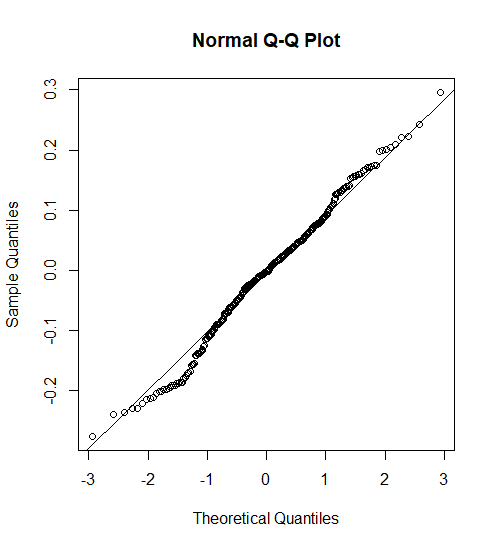 Normal Q-Q Plot
0.3
0.2
0.1
0.0
-0.1
-0.2
Sample Quantiles
-3 -2 -1 0 1 2 3
Theoretical Quantiles